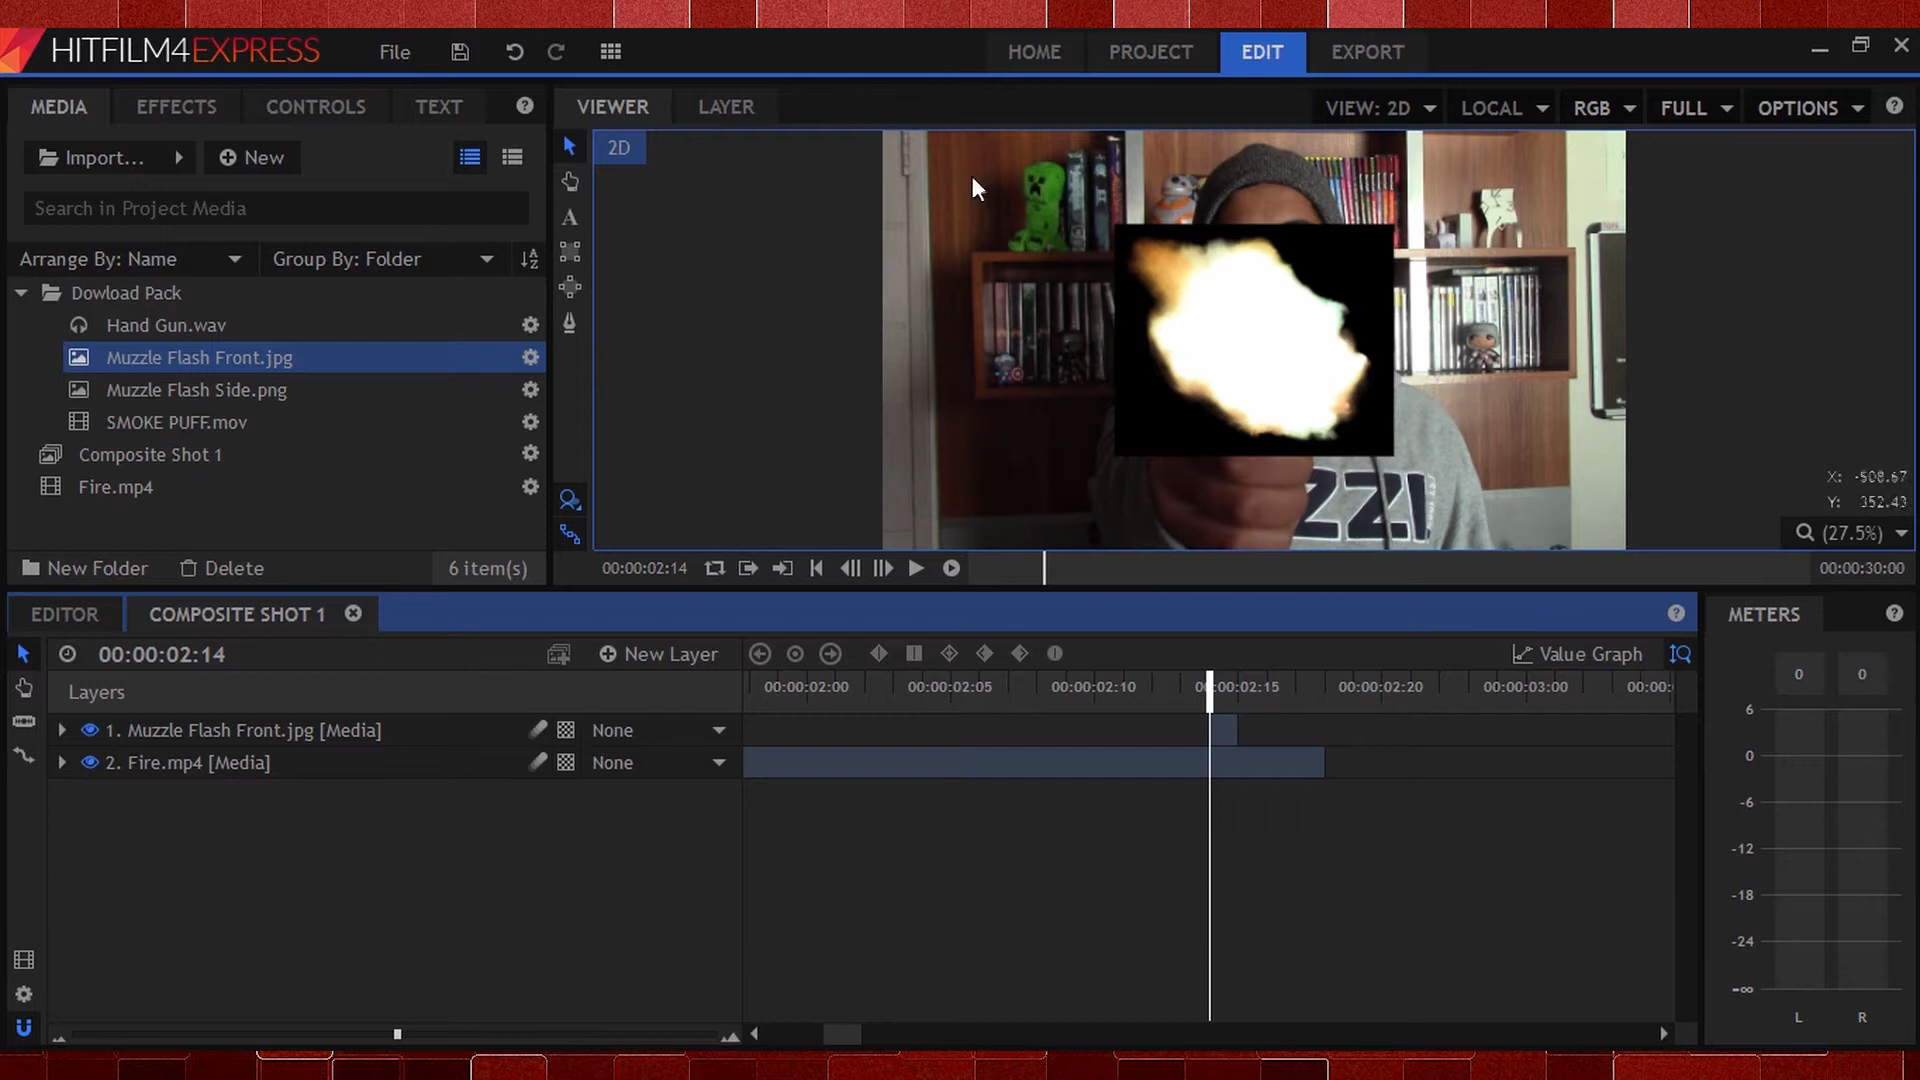 HITFILM4EXPRESS
File
HOME
PROJECT
EDIT
EXPORT
MEDIA
EFFECTS
CONTROLS
TEXT
VIEWER
LAYER
VIEW: 2D
LOCAL
RGB
FULL
OPTIONS
Import...
New
2D
Search in Project Media
Arrange By: Name
Group By: Folder
Dowload Pack
Hand Gun.wav
Muzzle Flash Front.jpg
Muzzle Flash Side.png
SMOKE PUFF.mov
Composite Shot 1
Fire.mp4
X: -508.67
Y: 352.43
(27.5%)
New Folder
Delete
6 item(s)
00:00:02:14
00:00:30:00
EDITOR
COMPOSITE SHOT 1
METERS
00:00:02:14
New Layer
Value Graph
Layers
00:00:02:00
00:00:02:05
00:00:02:10
00:00:02:15
00:00:02:20
00:00:03:00
00:00:
0
0
1. Muzzle Flash Front.jpg [Media]
None
2. Fire.mp4 [Media]
None
6
0
-6
-12
-18
-24
-∞
L
R